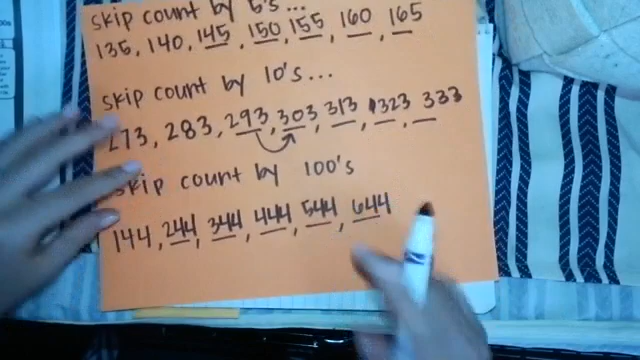 skip count by 5's...
135, 140, 145, 150, 155, 160, 165
skip count by 10's...
273, 283, 293, 303, 313, 323, 333
skip count by 100's
144, 244, 344, 444, 544, 644